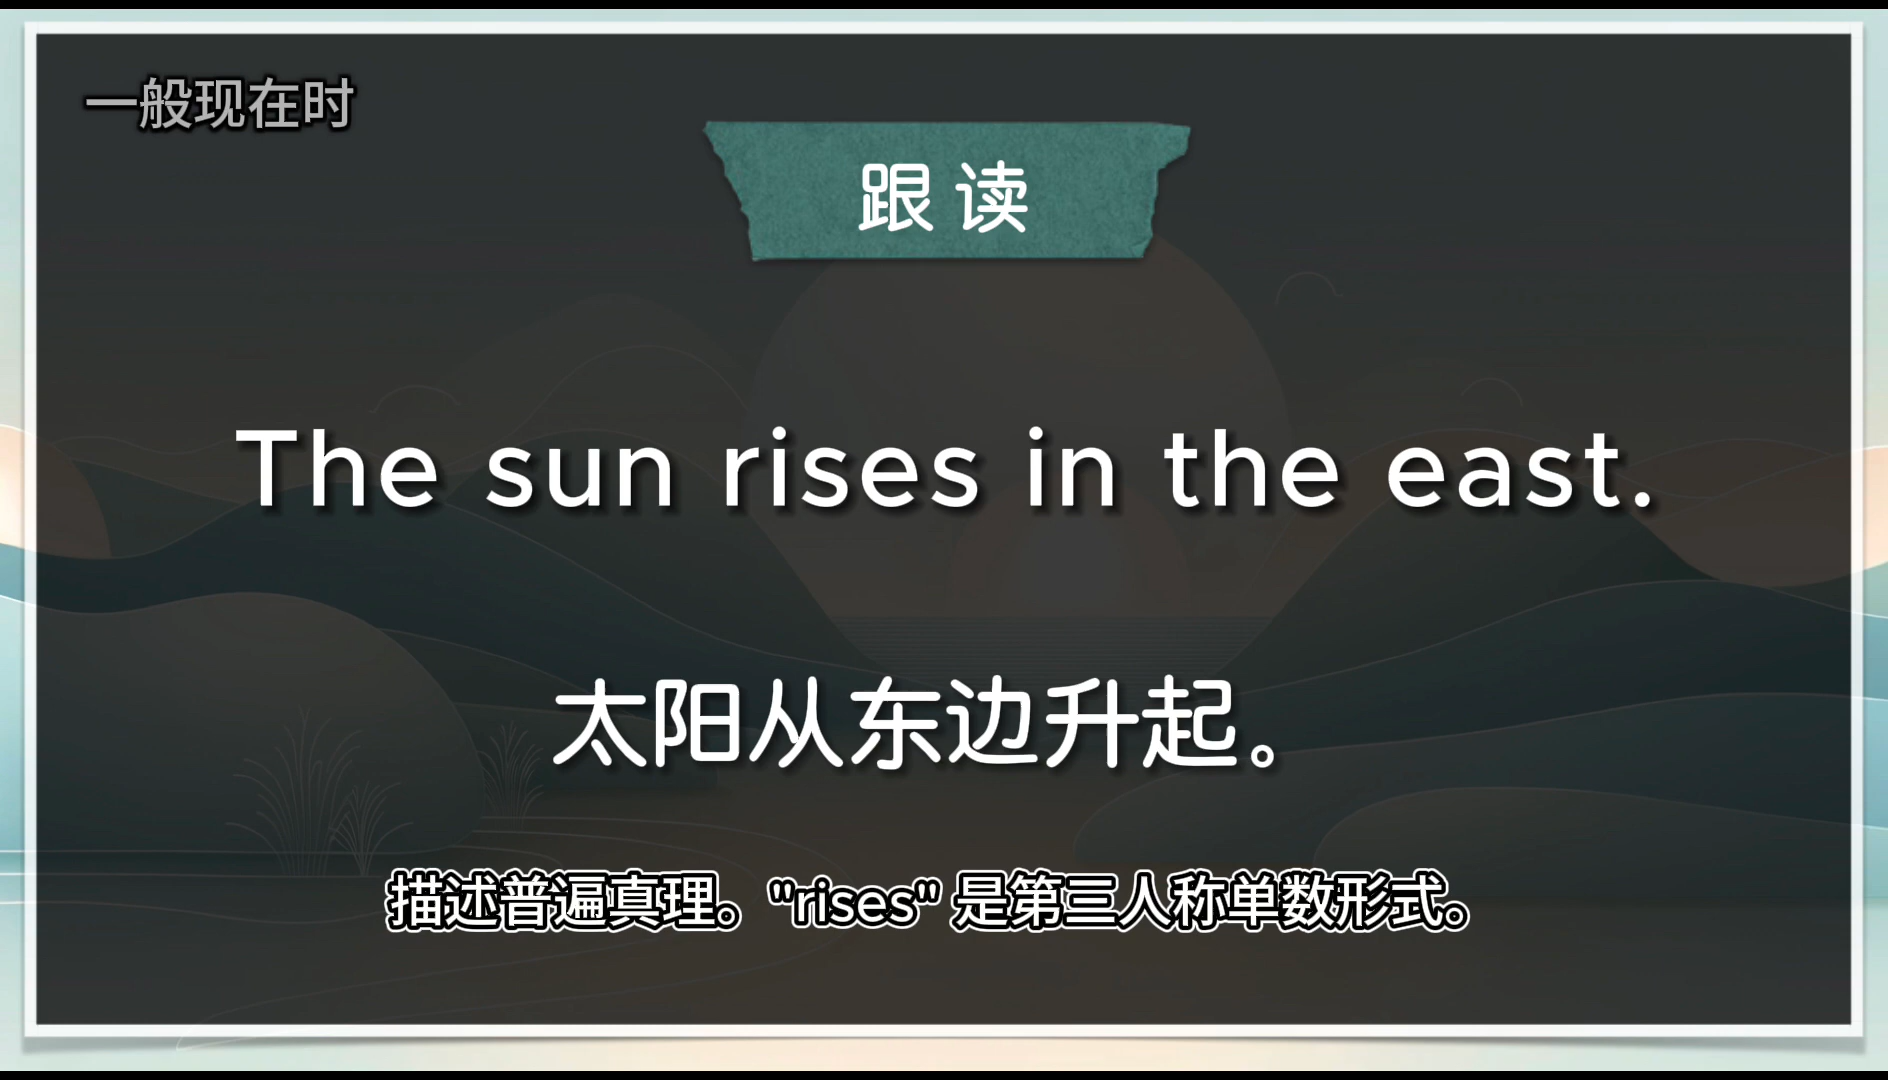 一般现在时
跟读
The sun rises in the east.
太阳从东边升起。
描述普遍真理。"rises" 是第三人称单数形式。